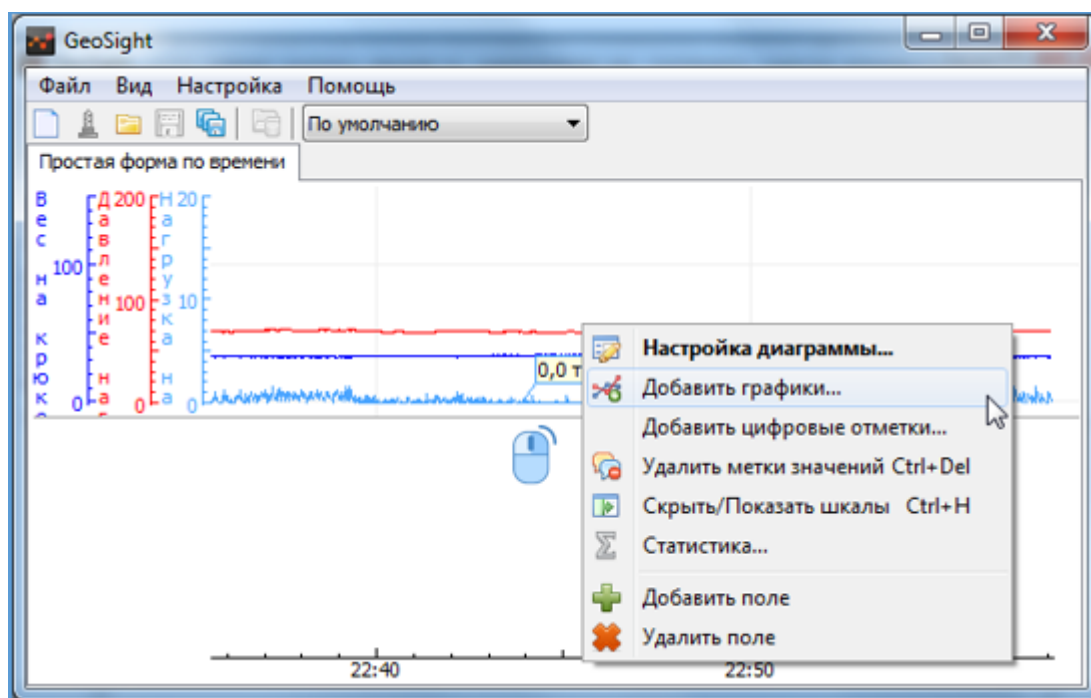 GeoSight
Файл Вид Настройка Помощь
По умолчанию
Простая форма по времени
Вес на крюке
100
0
Давление на
200
100
0
Нагрузка на
20
10
0
0,0 т
Настройка диаграммы...
Добавить графики...
Добавить цифровые отметки...
Удалить метки значений Ctrl+Del
Скрыть/Показать шкалы Ctrl+H
Статистика...
Добавить поле
Удалить поле
22:40 22:50